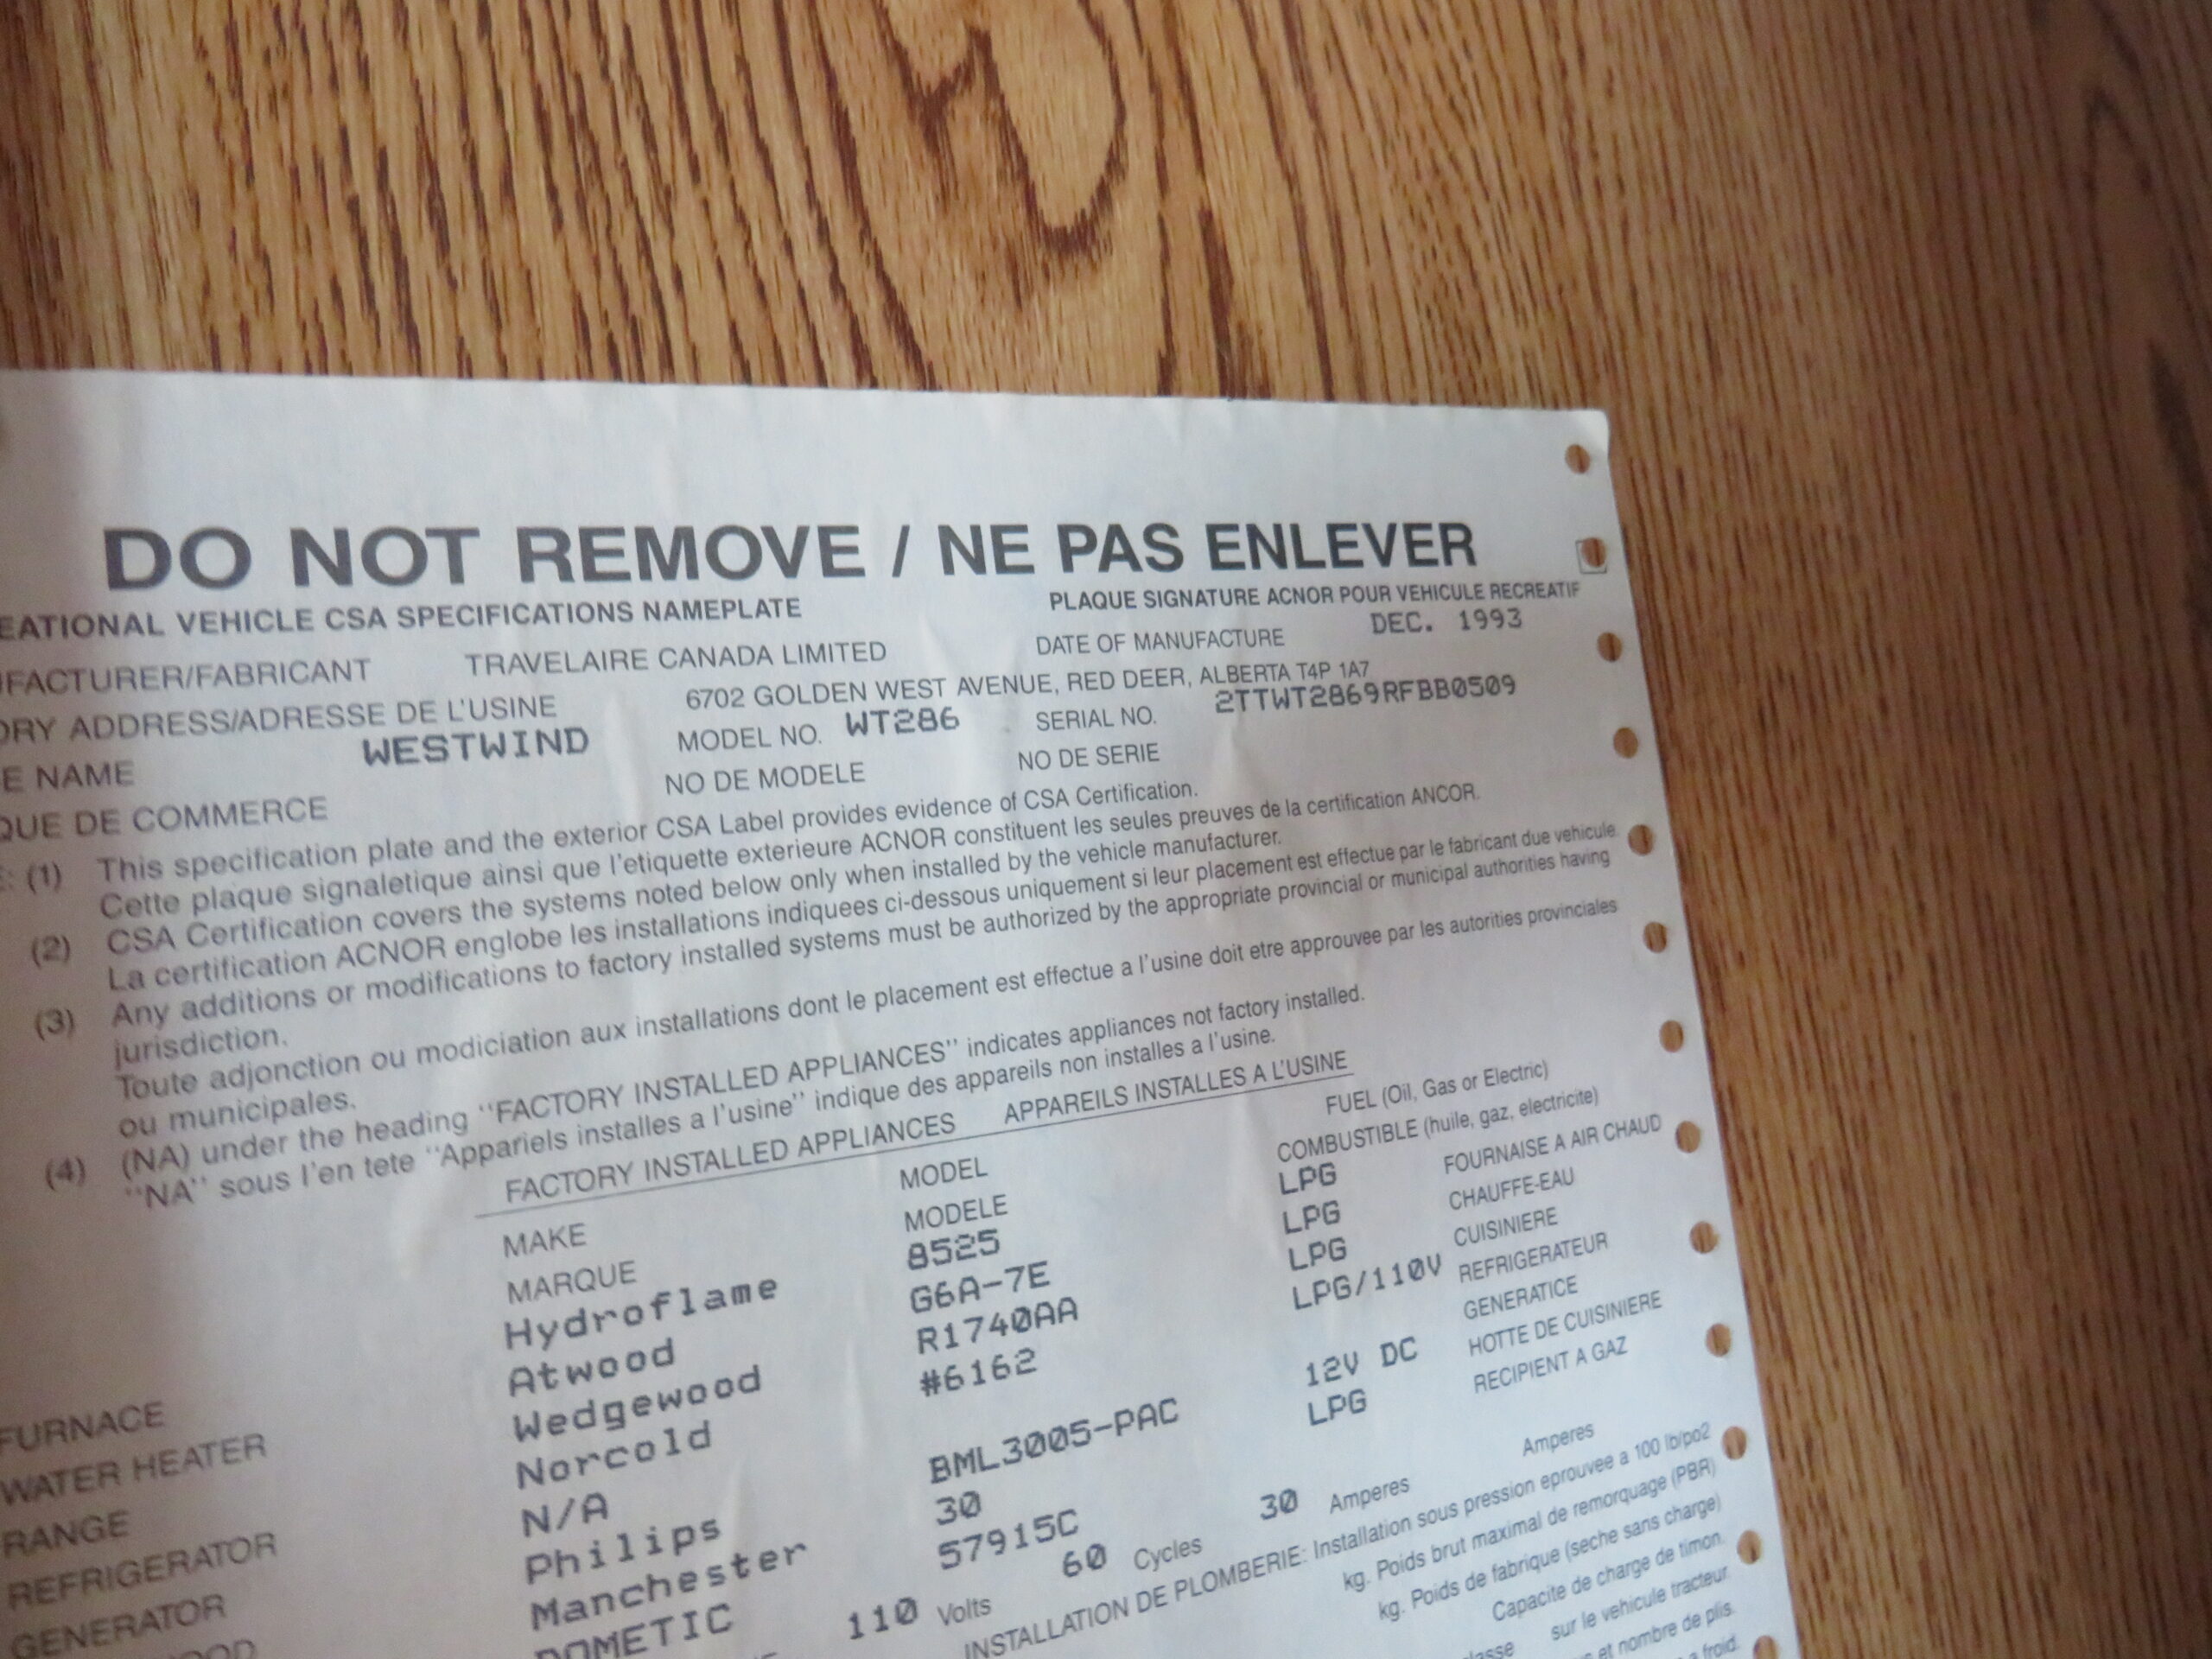 DO NOT REMOVE / NE PAS ENLEVER
EATIONAL VEHICLE CSA SPECIFICATIONS NAMEPLATE PLAQUE SIGNATURE ACNOR POUR VEHICULE RECREATIF
FACTURER/FABRICANT TRAVELAIRE CANADA LIMITED DATE OF MANUFACTURE DEC. 1993
ORY ADDRESS/ADRESSE DE L'USINE 6702 GOLDEN WEST AVENUE, RED DEER, ALBERTA T4P 1A7
E NAME WESTWIND MODEL NO. WT286 SERIAL NO. 2TTWT2869RFBB0509
QUE DE COMMERCE NO DE MODELE NO DE SERIE
(1) This specification plate and the exterior CSA Label provides evidence of CSA Certification.
Cette plaque signaletique ainsi que l'etiquette exterieure ACNOR constituent les seules preuves de la certification ANCOR.
(2) CSA Certification covers the systems noted below only when installed by the vehicle manufacturer.
La certification ACNOR englobe les installations indiquees ci-dessous uniquement si leur placement est effectue par le fabricant due vehicule.
(3) Any additions or modifications to factory installed systems must be authorized by the appropriate provincial or municipal authorities having
jurisdiction.
Toute adjonction ou modiciation aux installations dont le placement est effectue a l'usine doit etre approuvee par les autorities provinciales
ou municipales.
(4) (NA) under the heading "FACTORY INSTALLED APPLIANCES" indicates appliances not factory installed.
"NA" sous l'en tete "Appariels installes a l'usine" indique des appareils non installes a l'usine.
FACTORY INSTALLED APPLIANCES APPAREILS INSTALLES A L'USINE
MAKE MODEL FUEL (Oil, Gas or Electric)
MARQUE MODELE COMBUSTIBLE (huile, gaz, electricite)
FURNACE Hydroflame 8525 LPG FOURNAISE A AIR CHAUD
WATER HEATER Atwood G6A-7E LPG CHAUFFE-EAU
RANGE Wedgewood R1740AA LPG CUISINIERE
REFRIGERATOR Norcold #6162 LPG/110V REFRIGERATEUR
GENERATOR N/A GENERATICE
OOD Philips BML3005-PAC 12V DC HOTTE DE CUISINIERE
Manchester 30 LPG RECIPIENT A GAZ
DOMETIC 57915C
Amperes
110 Volts 60 Cycles 30 Amperes
INSTALLATION DE PLOMBERIE: Installation sous pression eprouvee a 100 lb/po2
kg. Poids brut maximal de remorquage (PBR)
kg. Poids de fabrique (seche sans charge)
Capacite de charge de timon.
lasse sur le vehicule tracteur.
et nombre de plis.
a froid.